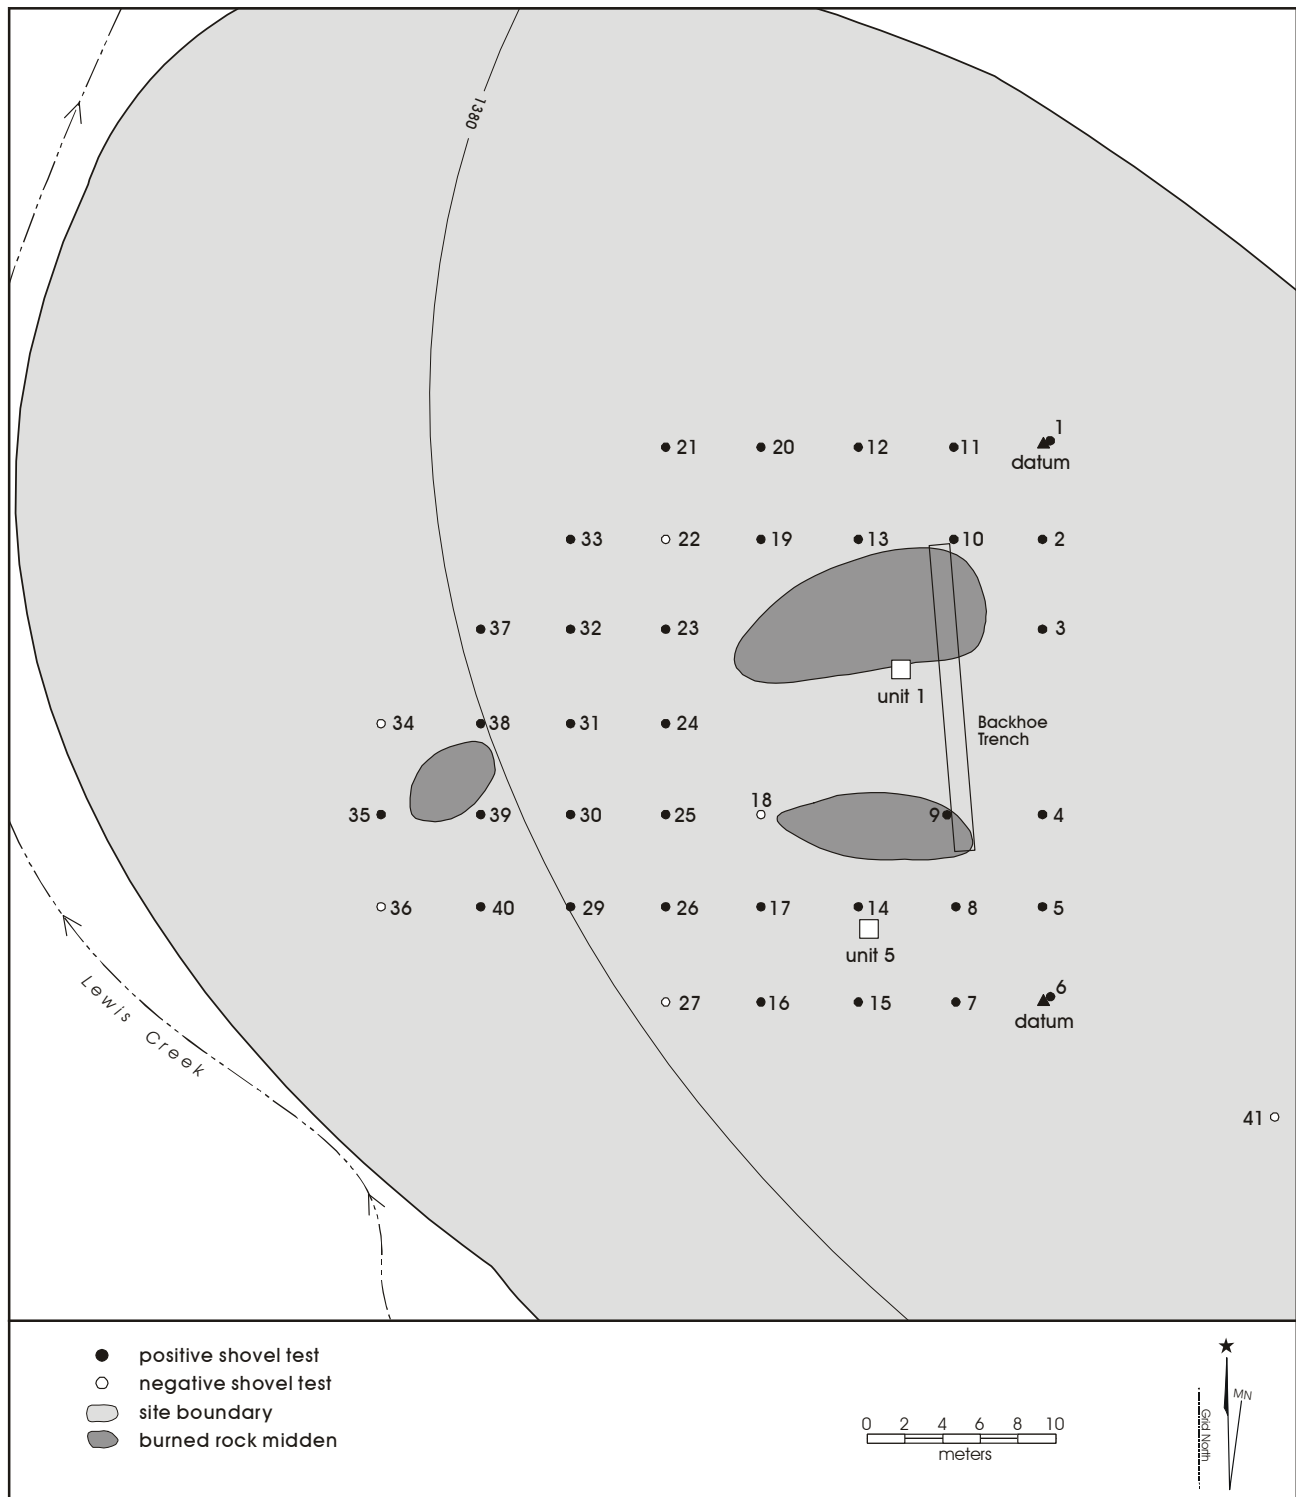 1380
1
21
20
12
11
datum
33
22
19
13
10
2
37
32
23
3
unit 1
34
38
31
24
Backhoe
Trench
18
35
39
30
25
9
4
36
40
29
26
17
14
8
5
unit 5
27
16
15
7
6
datum
Lewis Creek
41
positive shovel test
negative shovel test
site boundary
burned rock midden
0 2 4 6 8 10
meters
MN
Grid North